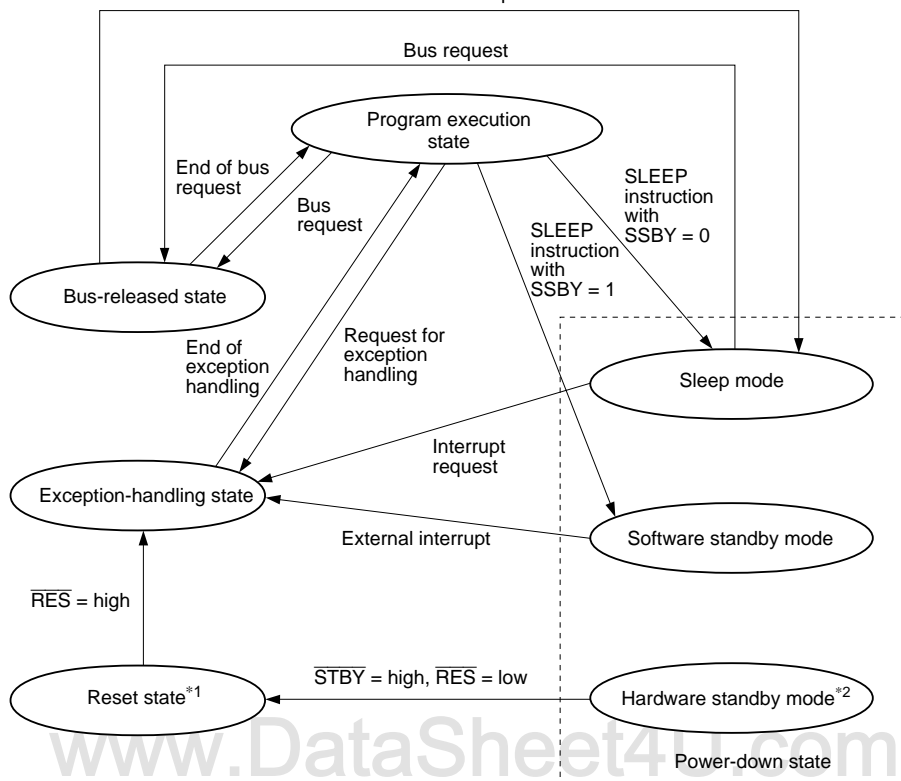 Bus request
Program execution
state
End of bus
request
Bus
request
SLEEP
instruction
with
SSBY = 0
SLEEP
instruction
with
SSBY = 1
Bus-released state
End of
exception
handling
Request for
exception
handling
Sleep mode
Interrupt
request
Exception-handling state
External interrupt
Software standby mode
R̅E̅S̅ = high
S̅T̅B̅Y̅ = high, R̅E̅S̅ = low
Reset state*1
Hardware standby mode*2
www.DataSheet4U.com
Power-down state